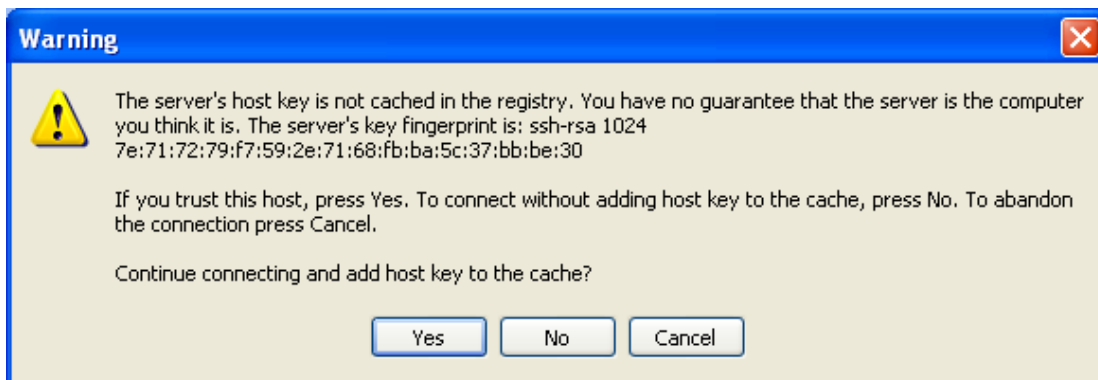 Warning
The server's host key is not cached in the registry. You have no guarantee that the server is the computer
you think it is. The server's key fingerprint is: ssh-rsa 1024
7e:71:72:79:f7:59:2e:71:68:fb:ba:5c:37:bb:be:30
If you trust this host, press Yes. To connect without adding host key to the cache, press No. To abandon
the connection press Cancel.
Continue connecting and add host key to the cache?
Yes No Cancel